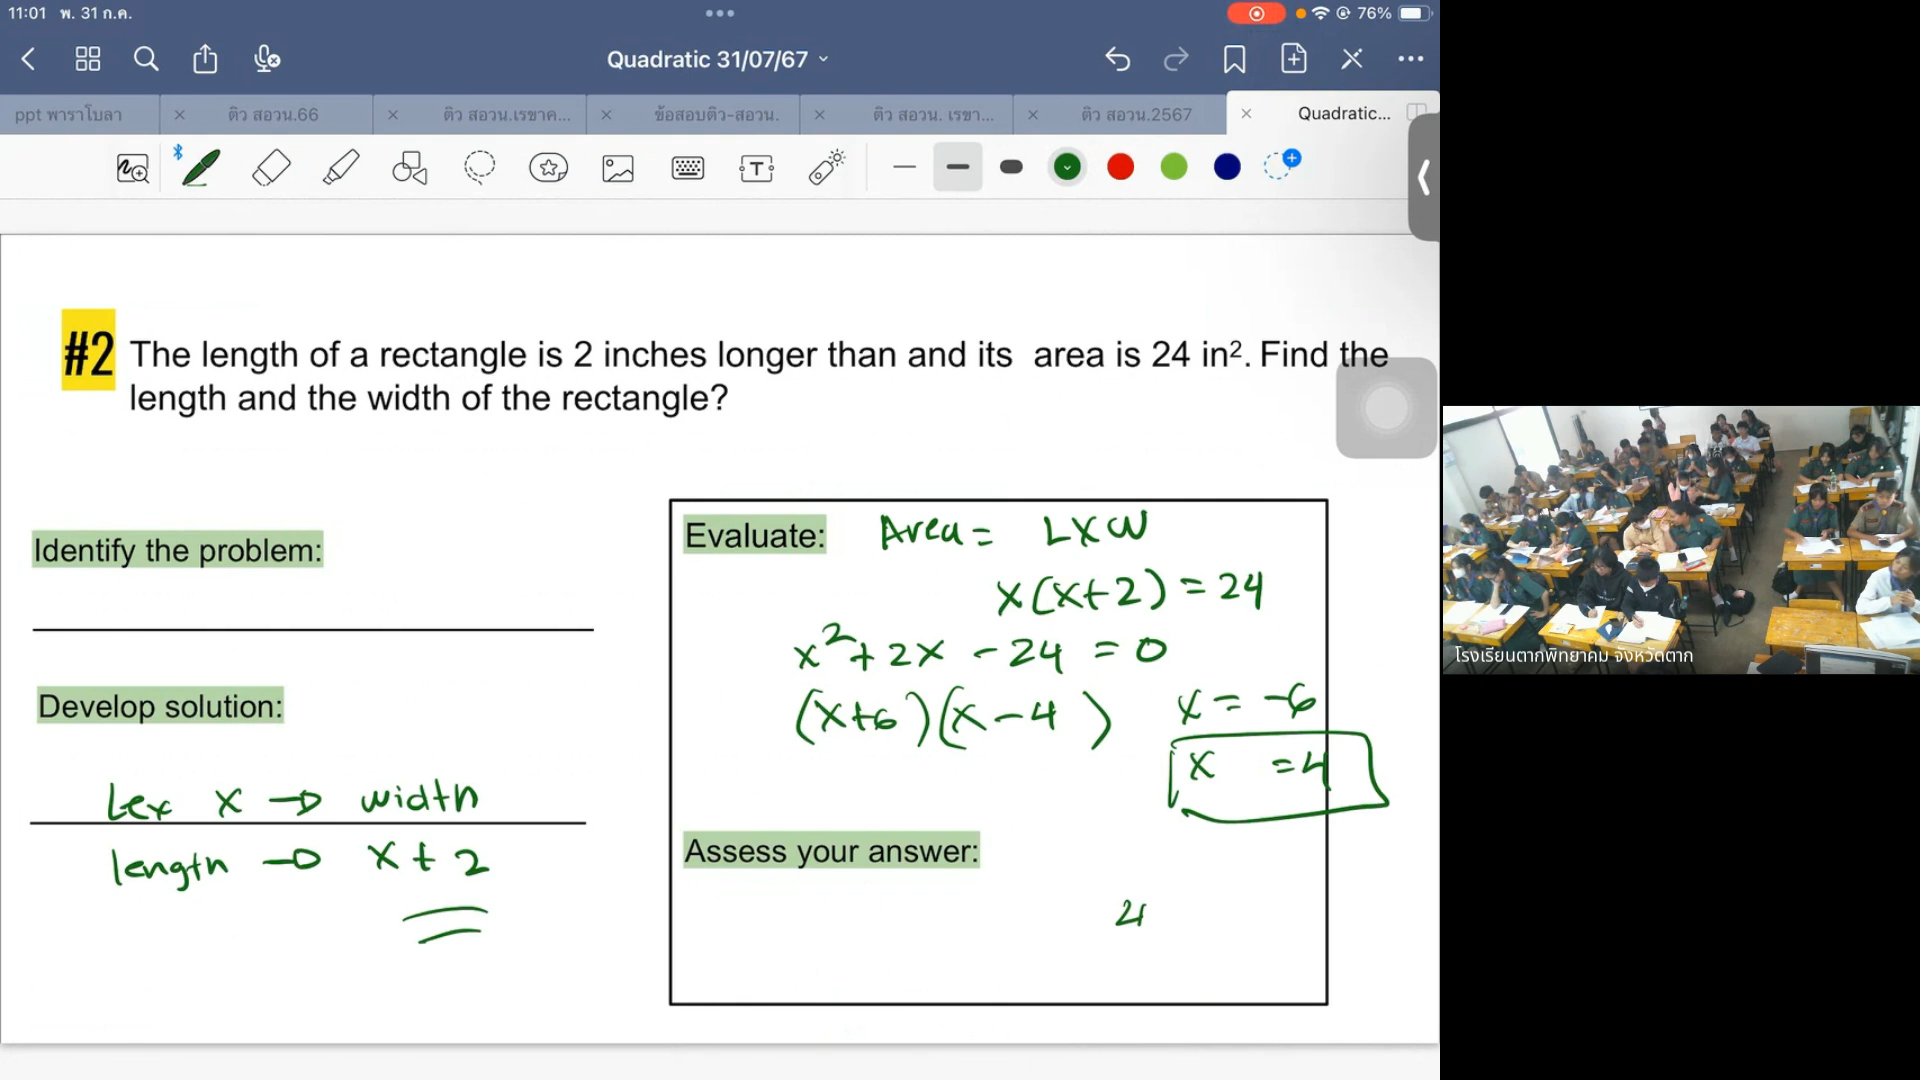 11:01 พ. 31 ก.ค.
76%
Quadratic 31/07/67
ppt พาราโบลา
ติว สอวน.66
ติว สอวน.เรขาค...
ข้อสอบติว-สอวน.
ติว สอวน. เรขา...
ติว สอวน.2567
Quadratic...
#2 The length of a rectangle is 2 inches longer than and its area is 24 in². Find the
length and the width of the rectangle?
Identify the problem:
Develop solution:
Lex x → width
length → x + 2
Evaluate: Area = L x W
x(x+2) = 24
x² + 2x - 24 = 0
(x+6)(x-4)
x = -6
x = 4
Assess your answer:
24
โรงเรียนตากพิทยาคม จังหวัดตาก